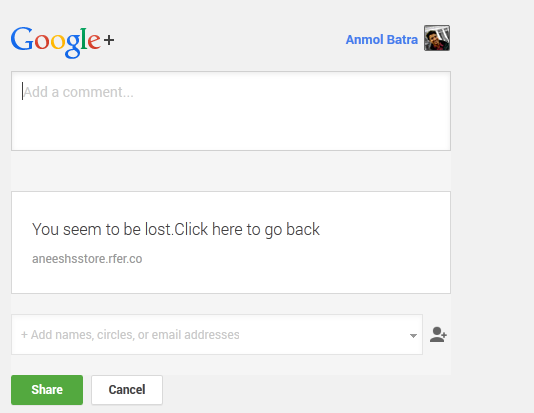 Google+
Anmol Batra
Add a comment...
You seem to be lost.Click here to go back
aneeshsstore.rfer.co
+ Add names, circles, or email addresses
Share
Cancel